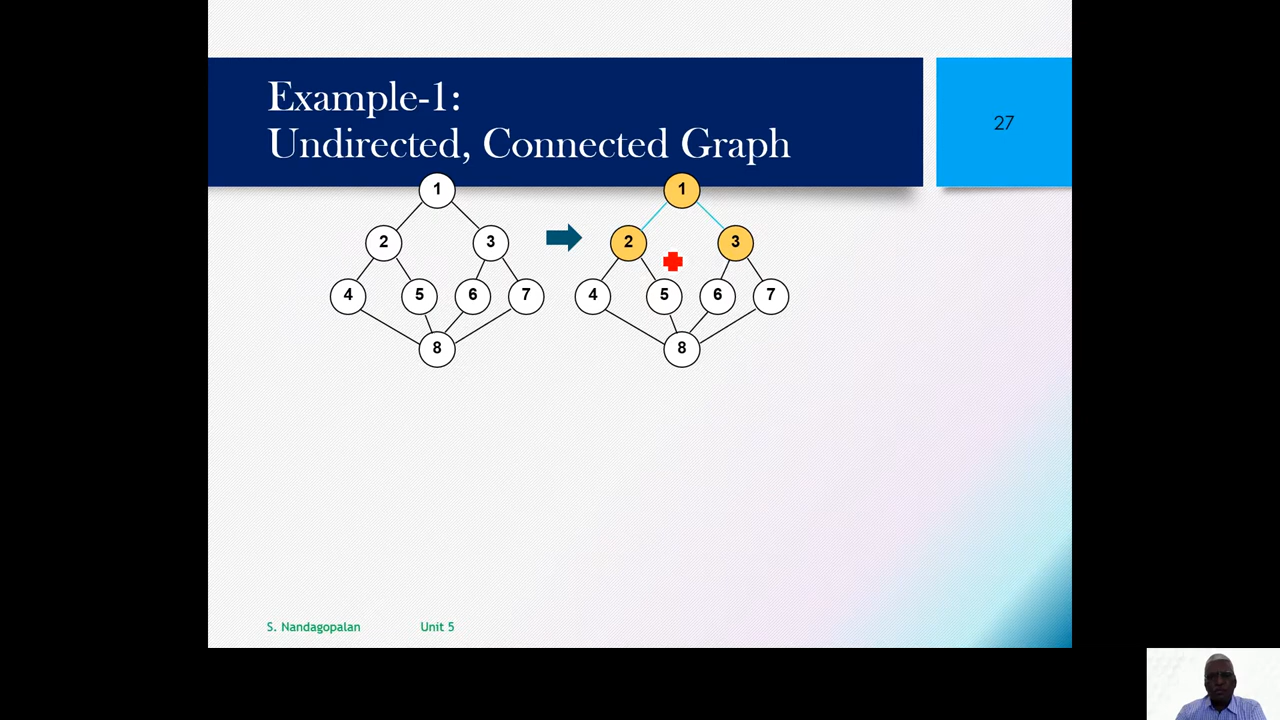 Example-1:
Undirected, Connected Graph
27
1
2 3
4 5 6 7
8
1
2 3
4 5 6 7
8
S. Nandagopalan Unit 5